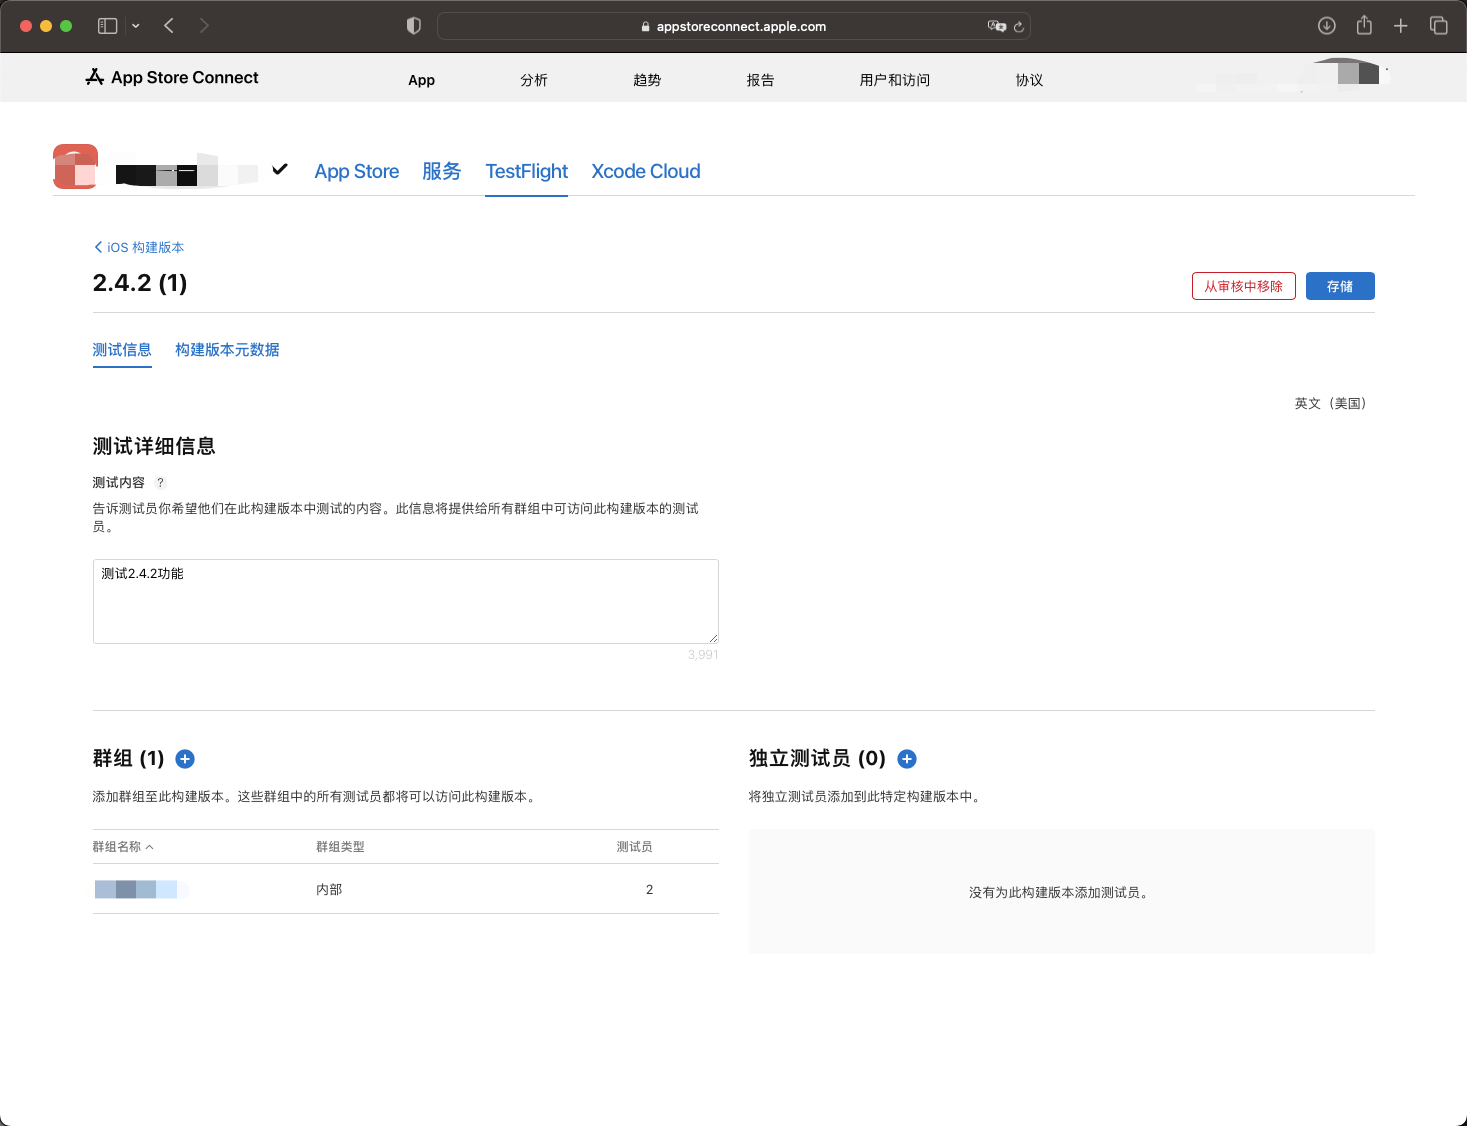 appstoreconnect.apple.com
App Store Connect
App
分析
趋势
报告
用户和访问
协议
App Store
服务
TestFlight
Xcode Cloud
iOS 构建版本
2.4.2 (1)
从审核中移除
存储
测试信息
构建版本元数据
英文（美国）
测试详细信息
测试内容 ?
告诉测试员你希望他们在此构建版本中测试的内容。此信息将提供给所有群组中可访问此构建版本的测试
员。
测试2.4.2功能
3,991
群组 (1)
添加群组至此构建版本。这些群组中的所有测试员都将可以访问此构建版本。
群组名称
群组类型
测试员
内部
2
独立测试员 (0)
将独立测试员添加到此特定构建版本中。
没有为此构建版本添加测试员。